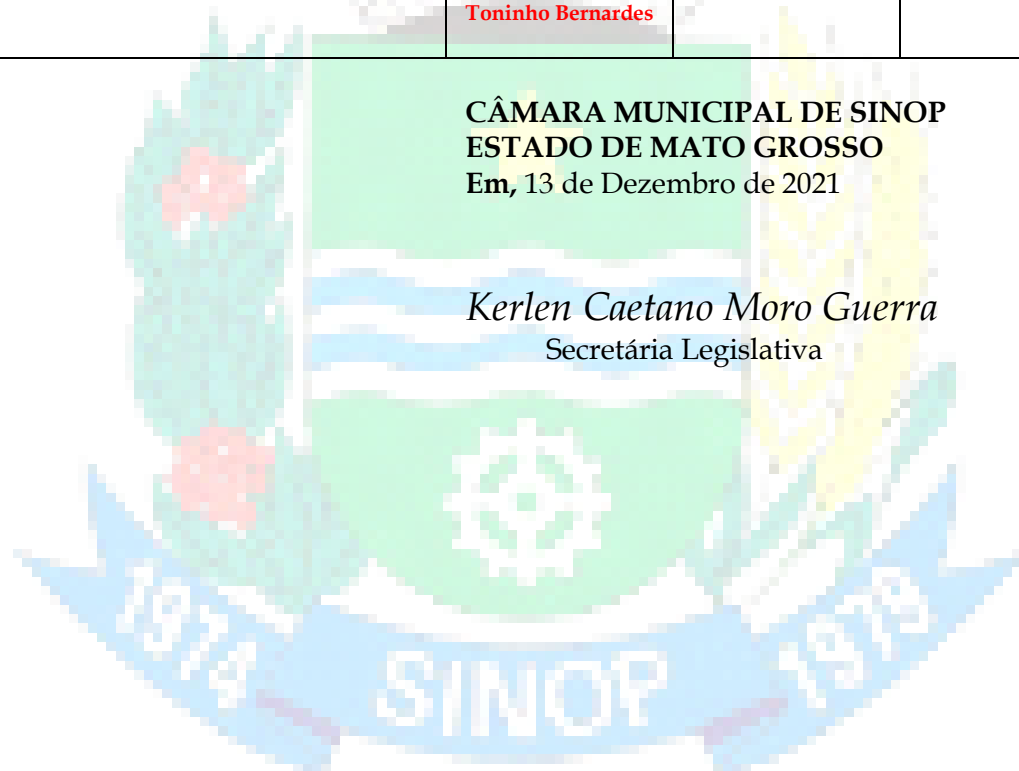 Toninho Bernardes
CÂMARA MUNICIPAL DE SINOP
ESTADO DE MATO GROSSO
Em, 13 de Dezembro de 2021
Kerlen Caetano Moro Guerra
Secretária Legislativa
1974
SINOP
1979